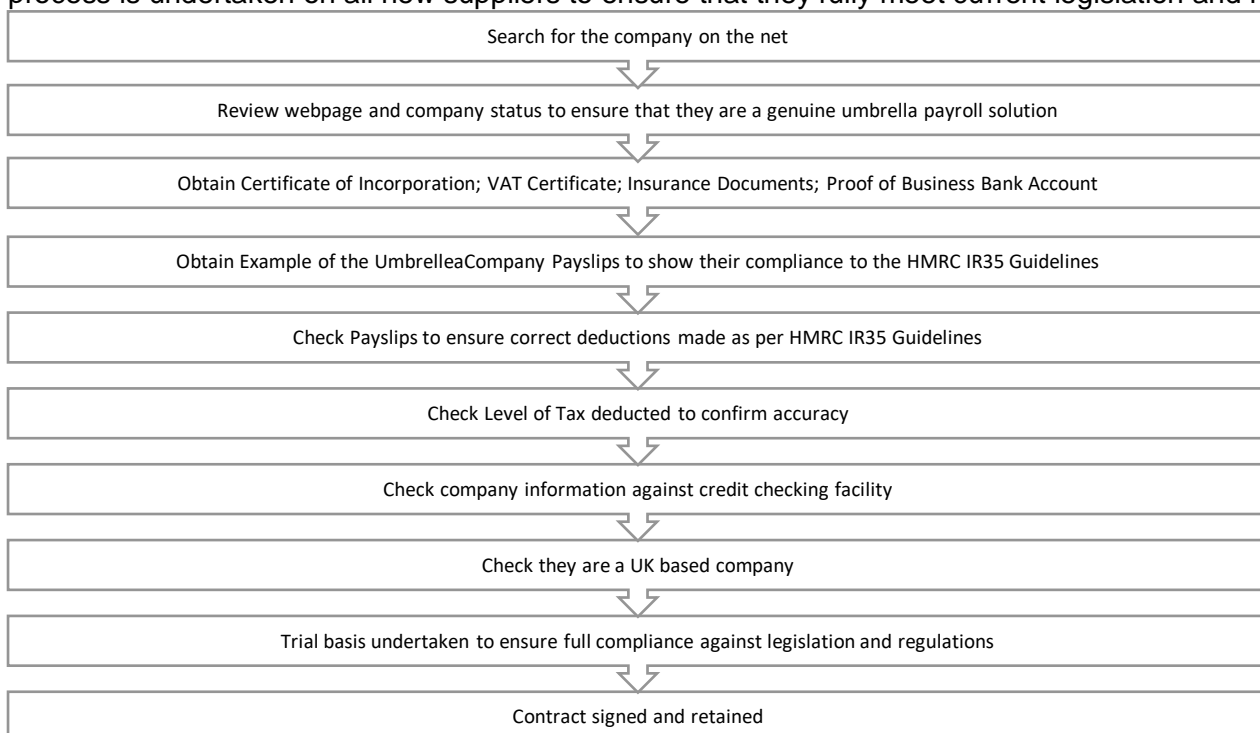 process is undertaken on all new suppliers to ensure that they fully meet current legislation and
Search for the company on the net
Review webpage and company status to ensure that they are a genuine umbrella payroll solution
Obtain Certificate of Incorporation; VAT Certificate; Insurance Documents; Proof of Business Bank Account
Obtain Example of the UmbrelleaCompany Payslips to show their compliance to the HMRC IR35 Guidelines
Check Payslips to ensure correct deductions made as per HMRC IR35 Guidelines
Check Level of Tax deducted to confirm accuracy
Check company information against credit checking facility
Check they are a UK based company
Trial basis undertaken to ensure full compliance against legislation and regulations
Contract signed and retained